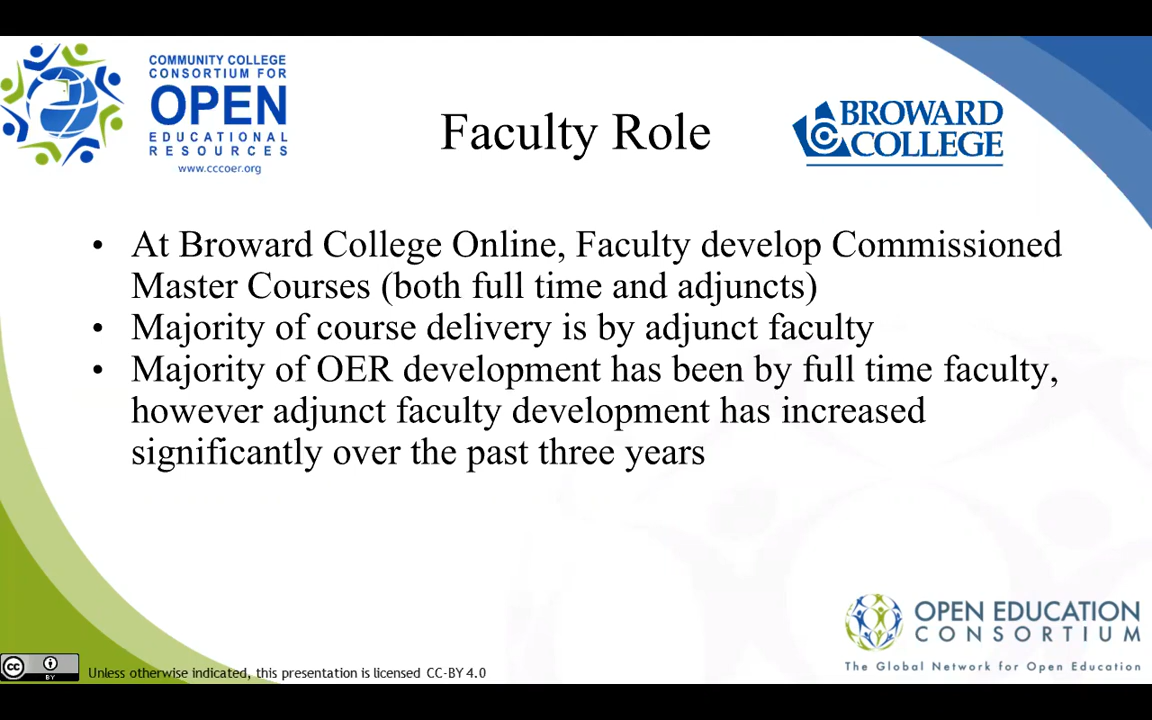 COMMUNITY COLLEGE
CONSORTIUM FOR
OPEN
EDUCATIONAL
RESOURCES
www.cccoer.org
Faculty Role
BROWARD
COLLEGE
• At Broward College Online, Faculty develop Commissioned
Master Courses (both full time and adjuncts)
• Majority of course delivery is by adjunct faculty
• Majority of OER development has been by full time faculty,
however adjunct faculty development has increased
significantly over the past three years
OPEN EDUCATION
CONSORTIUM
The Global Network for Open Education
cc
BY
Unless otherwise indicated, this presentation is licensed CC-BY 4.0